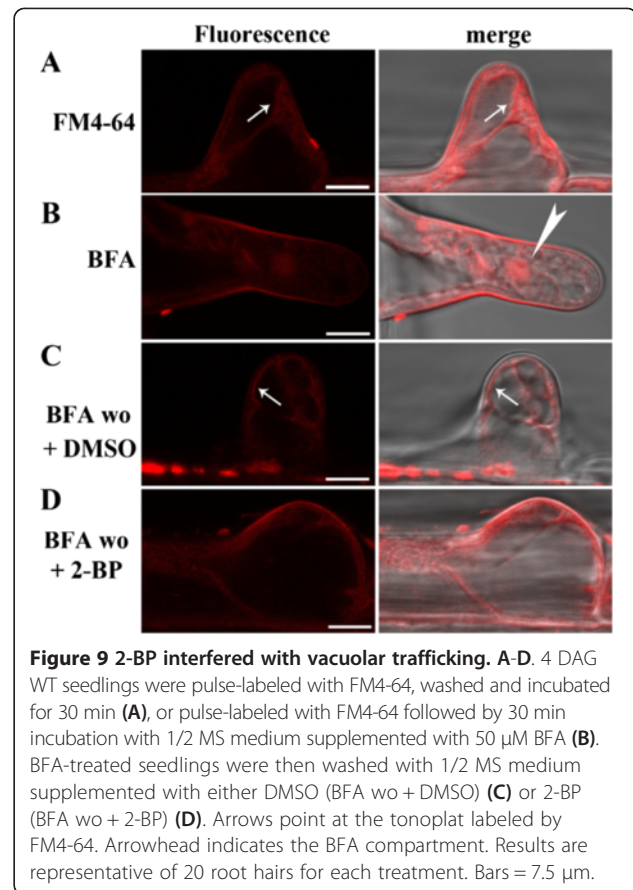 Fluorescence merge
A
FM4-64
B
BFA
C
BFA wo
+ DMSO
D
BFA wo
+ 2-BP
Figure 9 2-BP interfered with vacuolar trafficking. A-D. 4 DAG
WT seedlings were pulse-labeled with FM4-64, washed and incubated
for 30 min (A), or pulse-labeled with FM4-64 followed by 30 min
incubation with 1/2 MS medium supplemented with 50 μM BFA (B).
BFA-treated seedlings were then washed with 1/2 MS medium
supplemented with either DMSO (BFA wo + DMSO) (C) or 2-BP
(BFA wo + 2-BP) (D). Arrows point at the tonoplat labeled by
FM4-64. Arrowhead indicates the BFA compartment. Results are
representative of 20 root hairs for each treatment. Bars = 7.5 μm.